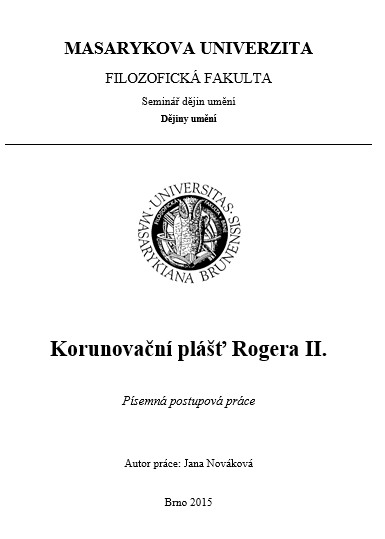 MASARYKOVA UNIVERZITA
FILOZOFICKÁ FAKULTA
Seminář dějin umění
Dějiny umění
UNIVERSITAS MASARYKIANA BRUNENSIS
Korunovační plášť Rogera II.
Písemná postupová práce
Autor práce: Jana Nováková
Brno 2015